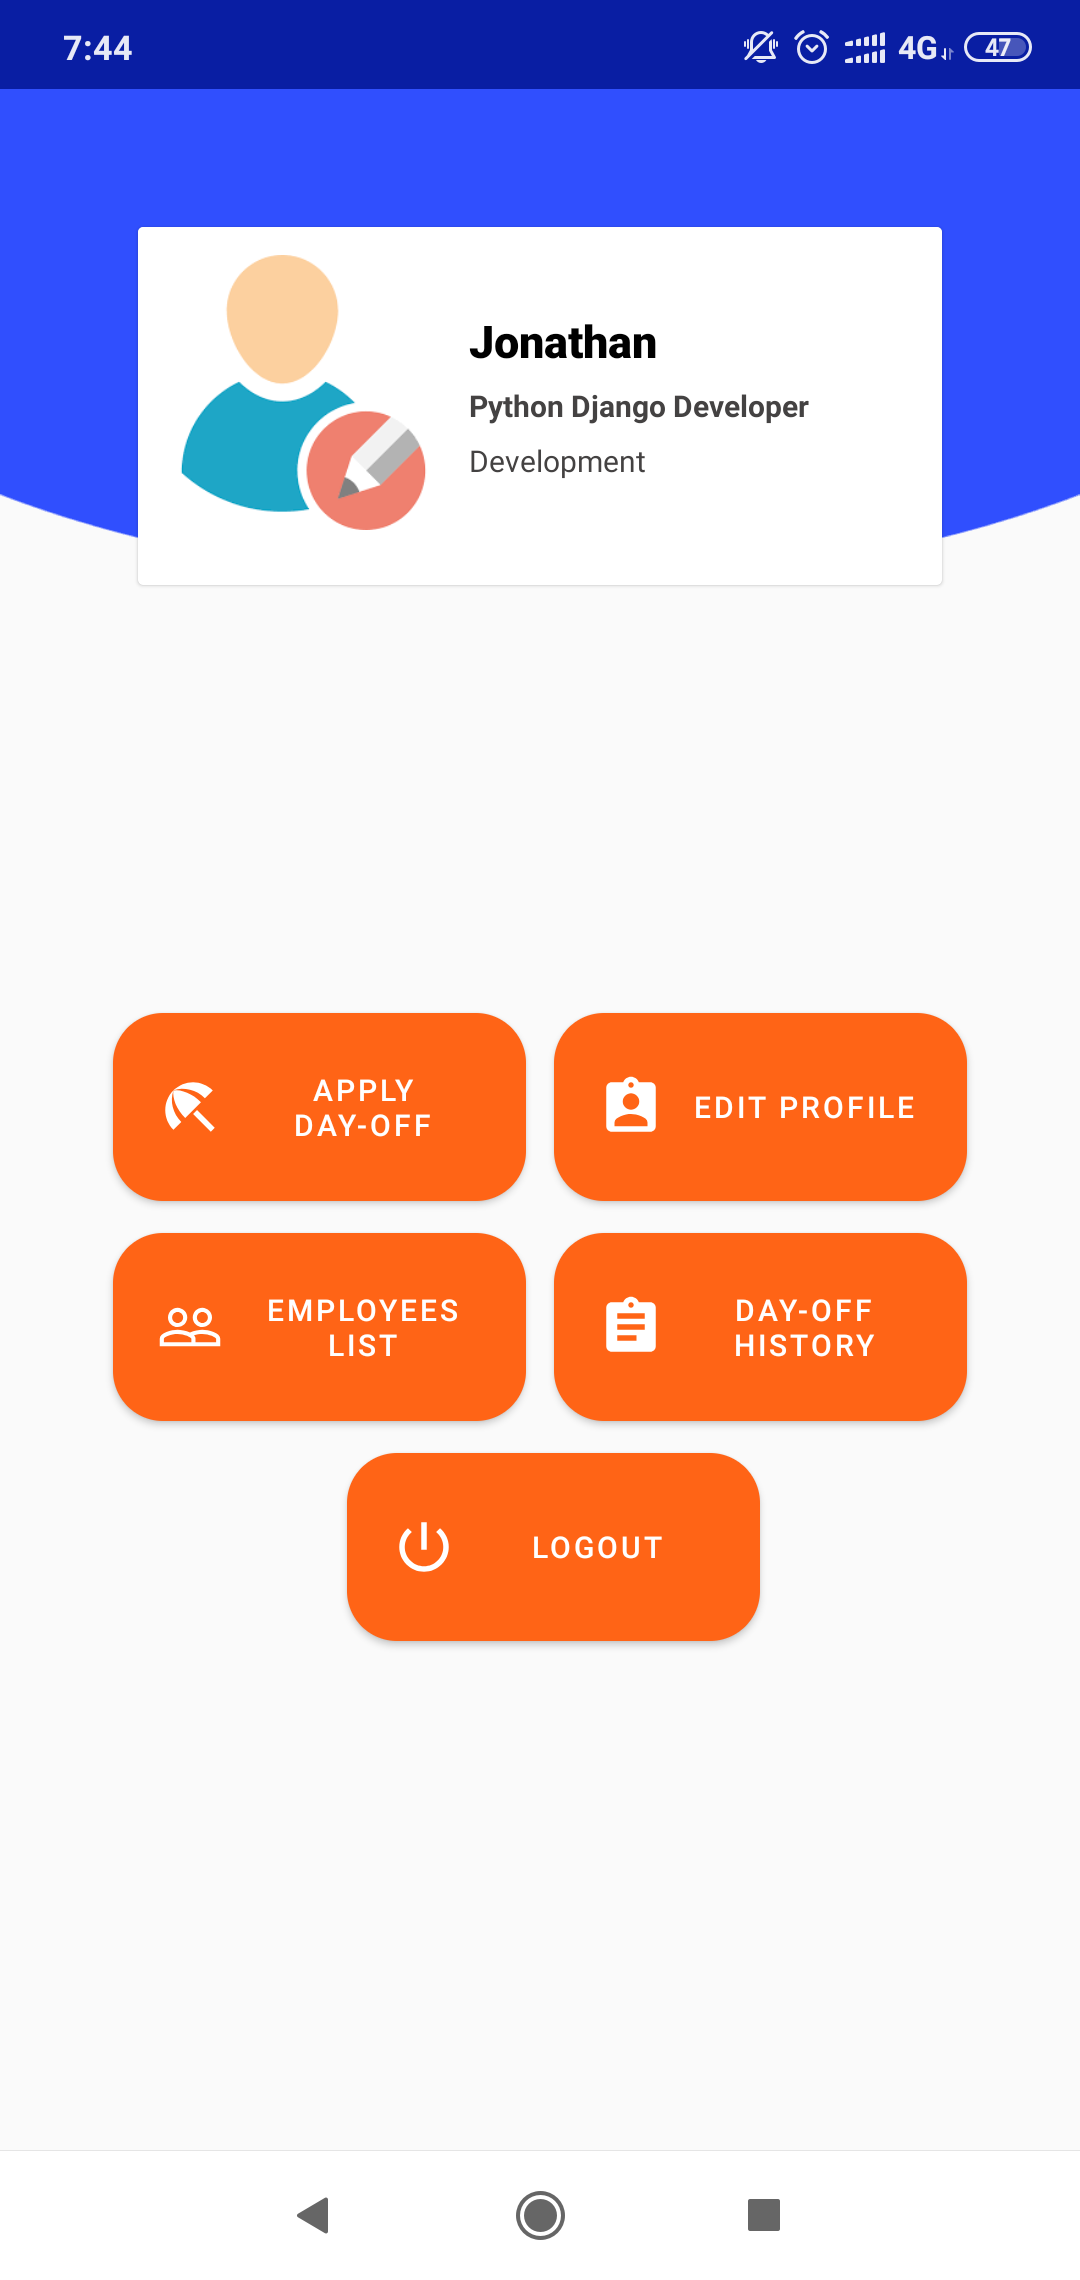 7:44
4G
47
Jonathan
Python Django Developer
Development
APPLY
DAY-OFF
EDIT PROFILE
EMPLOYEES
LIST
DAY-OFF
HISTORY
LOGOUT